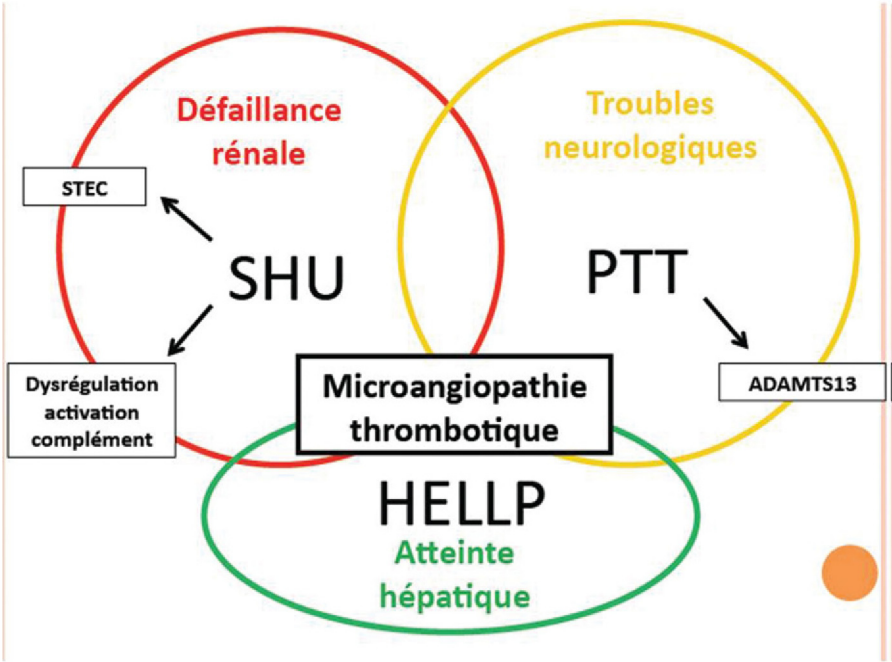 Défaillance
rénale
Troubles
neurologiques
STEC
SHU
PTT
Dysrégulation
activation
complément
Microangiopathie
thrombotique
ADAMTS13
HELLP
Atteinte
hépatique